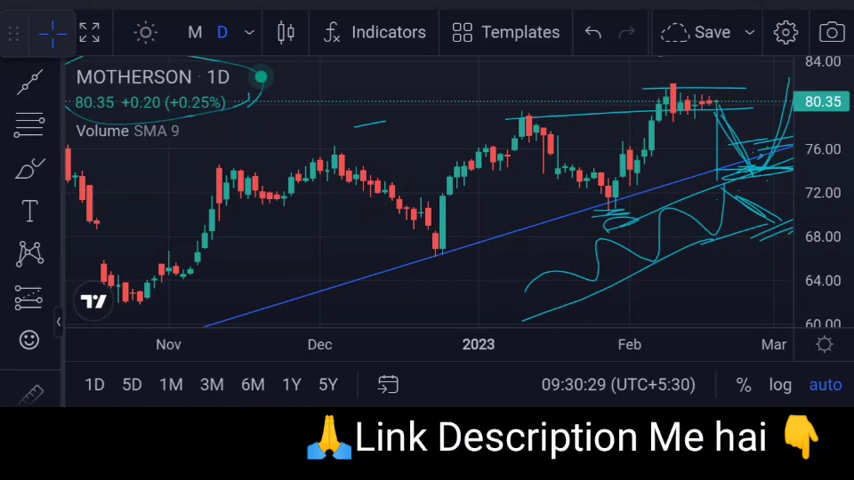 M D Indicators Templates Save
MOTHERSON · 1D
80.35 +0.20 (+0.25%)
Volume SMA 9
84.00
80.35
76.00
72.00
68.00
64.00
60.00
Nov Dec 2023 Feb Mar
1D 5D 1M 3M 6M 1Y 5Y 09:30:29 (UTC+5:30) % log auto
🙏Link Description Me hai 👇